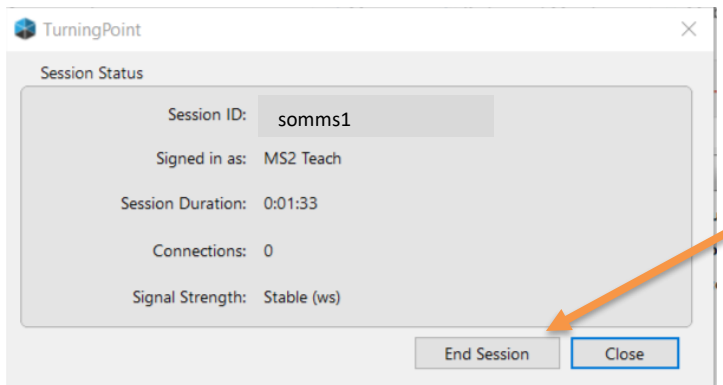 TurningPoint
Session Status
Session ID: somms1
Signed in as: MS2 Teach
Session Duration: 0:01:33
Connections: 0
Signal Strength: Stable (ws)
End Session Close